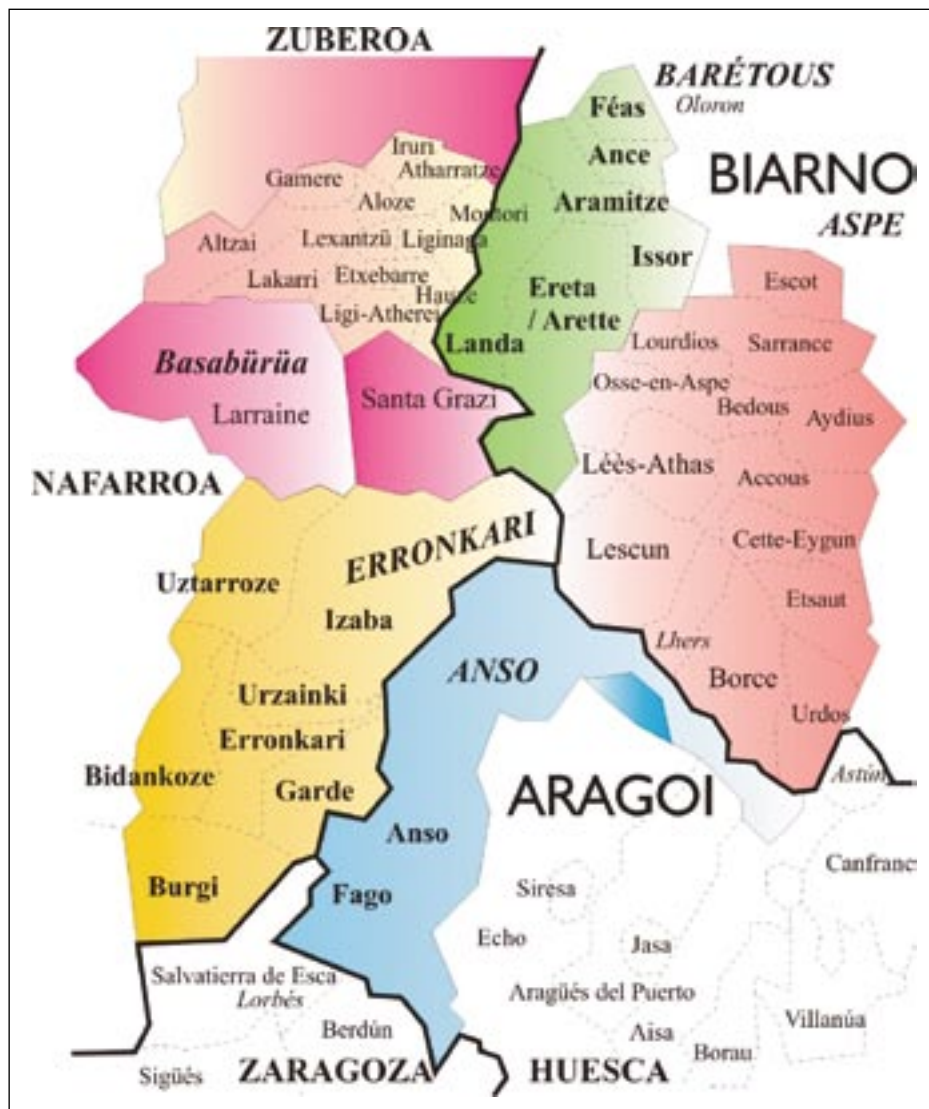 ZUBEROA
BARÉTOUS
Oloron
Féas
Iruri
Atharratze
Ance
BIARNO
Gamere
Aloze
Montori
Aramitze
ASPE
Altzai
Lexantzü
Liginaga
Issor
Lakarri
Etxebarre
Hauze
Escot
Ligi-Atherei
Ereta
/ Arette
Landa
Lourdios
Sarrance
Basabürüa
Osse-en-Aspe
Larraine
Santa Grazi
Bedous
Aydius
NAFARROA
Léès-Athas
Accous
ERRONKARI
Lescun
Cette-Eygun
Uztarroze
Izaba
Etsaut
Lhers
ANSO
Borce
Urzainki
Urdos
Erronkari
Bidankoze
Garde
ARAGOI
Astún
Anso
Canfranc
Burgi
Fago
Siresa
Echo
Jasa
Salvatierra de Esca
Lorbés
Aragüés del Puerto
Berdún
Aisa
Villanúa
Borau
Sigüés
ZARAGOZA
HUESCA